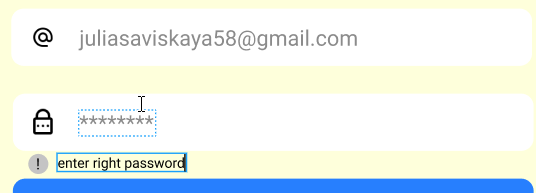 juliasaviskaya58@gmail.com
********
enter right password